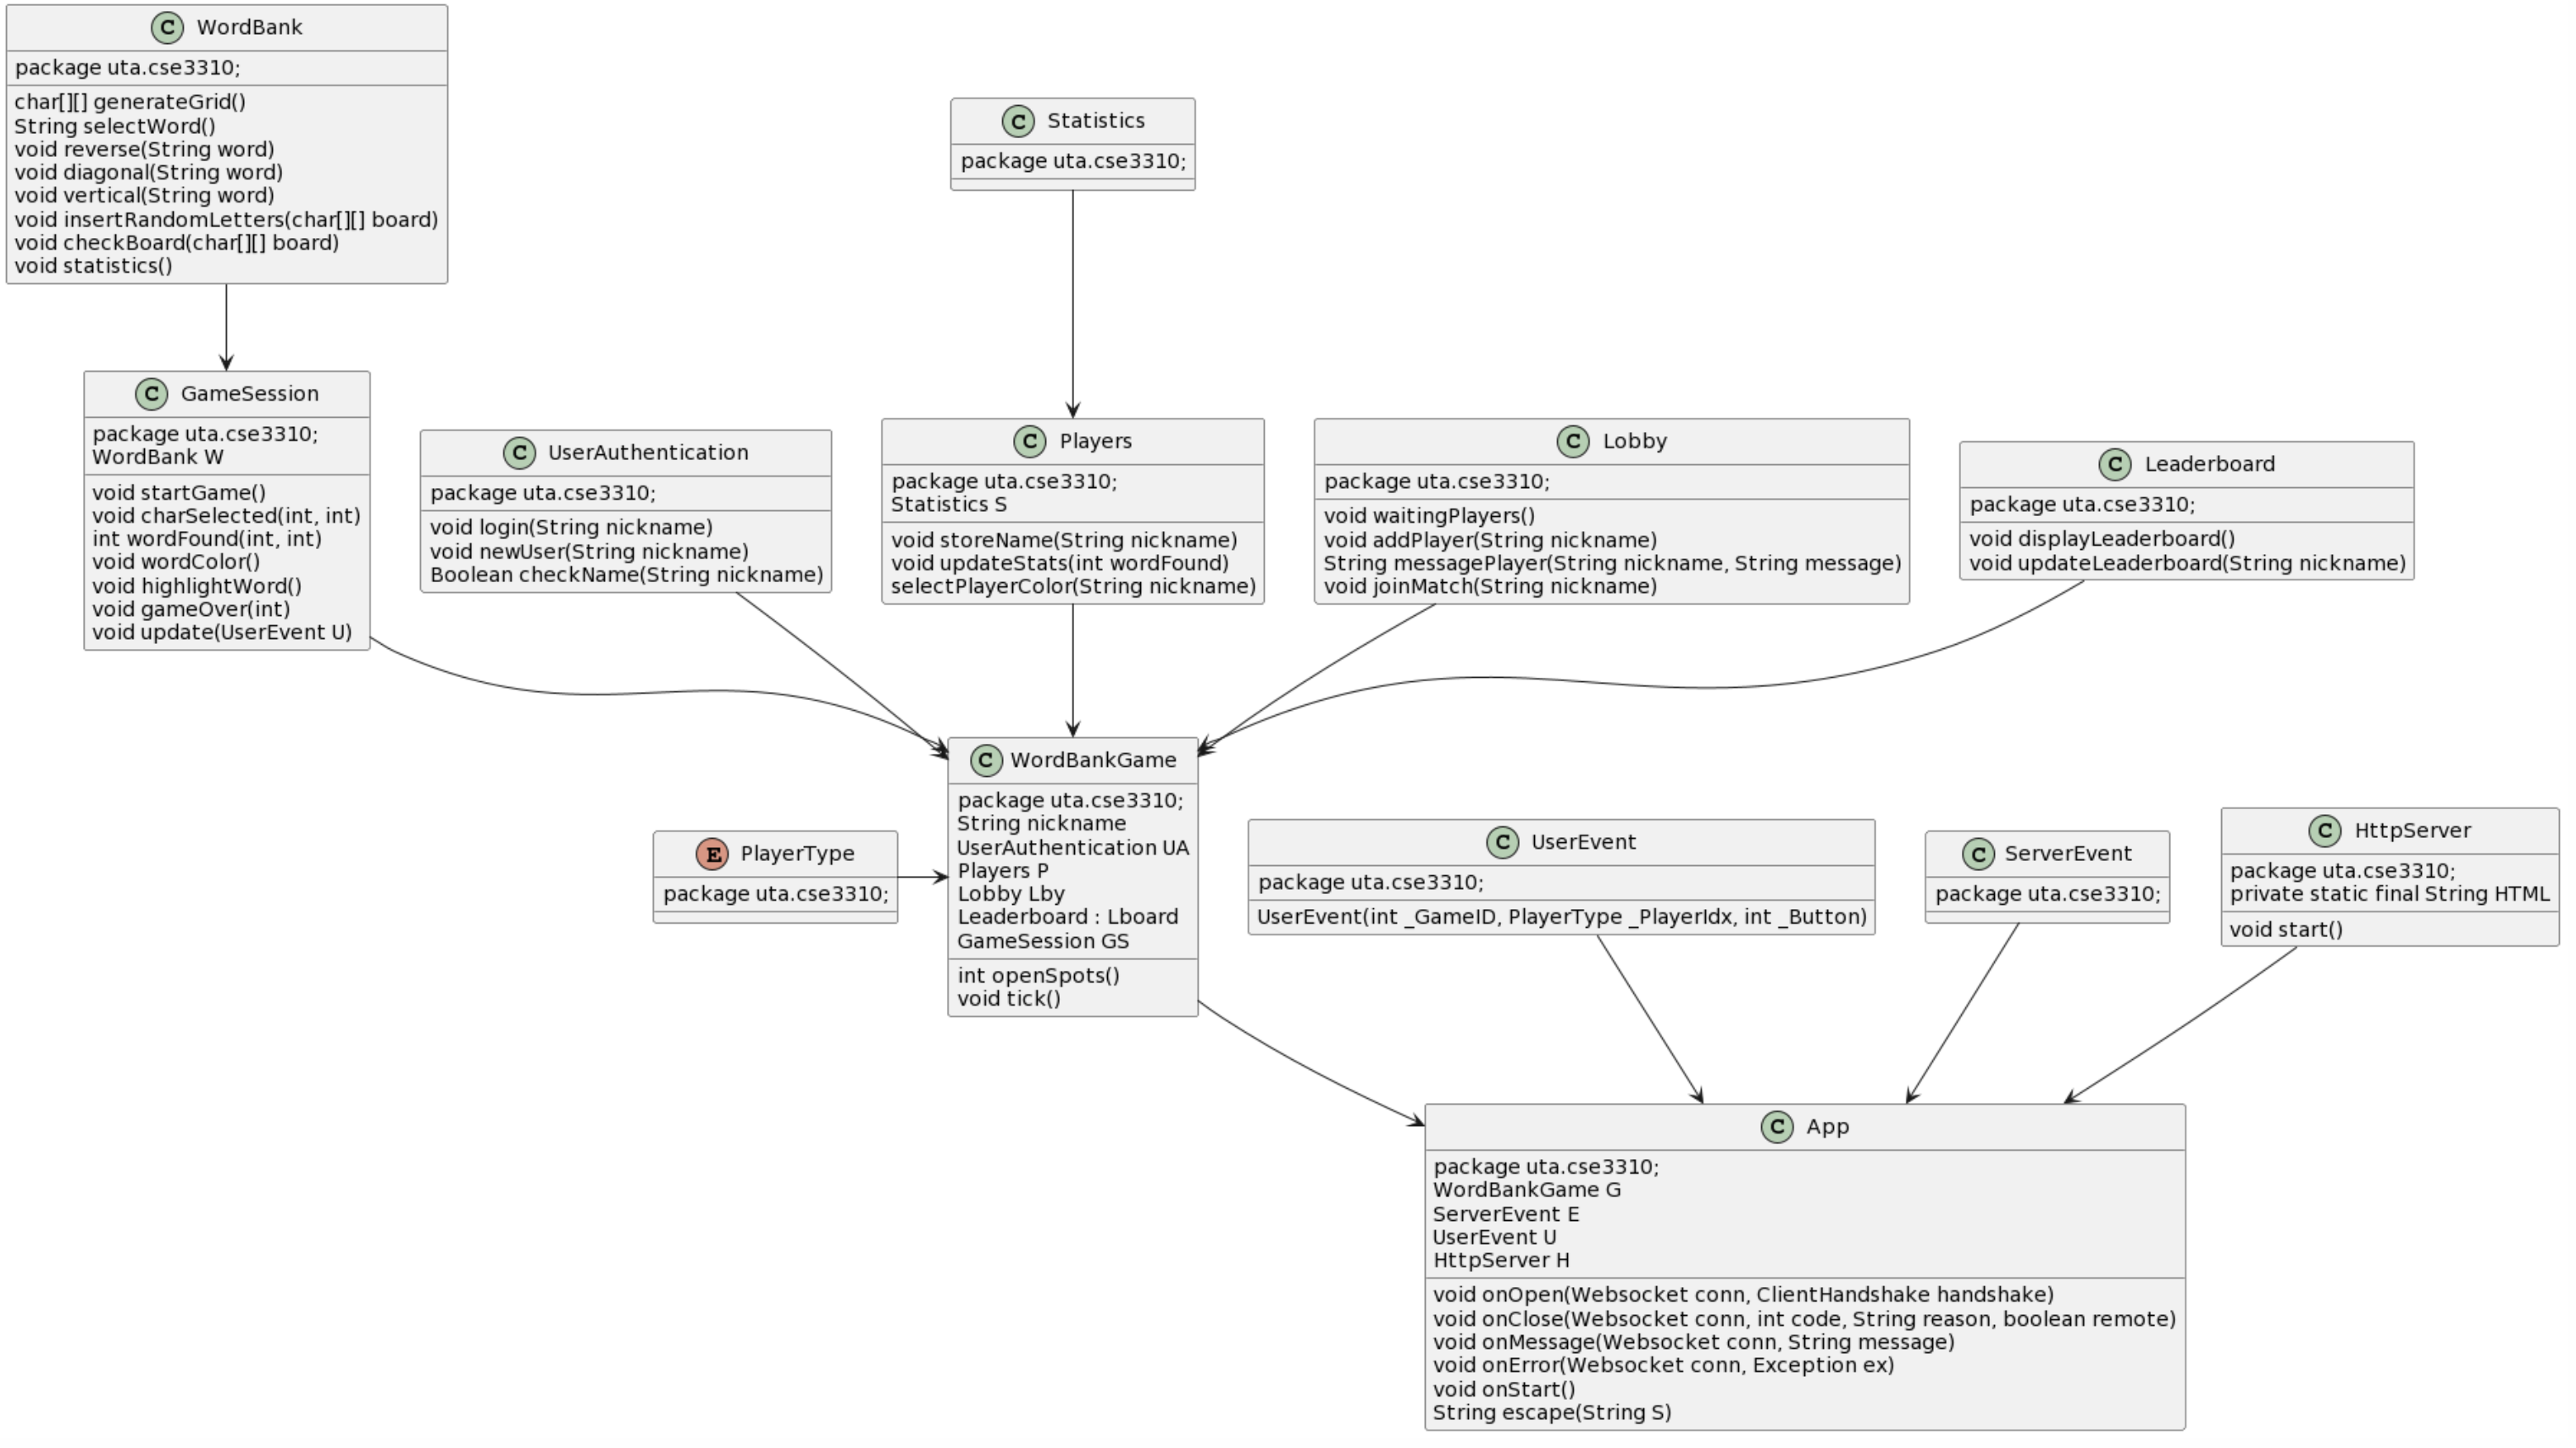 C WordBank
package uta.cse3310;
char[][] generateGrid()
String selectWord()
void reverse(String word)
void diagonal(String word)
void vertical(String word)
void insertRandomLetters(char[][] board)
void checkBoard(char[][] board)
void statistics()
C Statistics
package uta.cse3310;
C GameSession
package uta.cse3310;
WordBank W
void startGame()
void charSelected(int, int)
int wordFound(int, int)
void wordColor()
void highlightWord()
void gameOver(int)
void update(UserEvent U)
C UserAuthentication
package uta.cse3310;
void login(String nickname)
void newUser(String nickname)
Boolean checkName(String nickname)
C Players
package uta.cse3310;
Statistics S
void storeName(String nickname)
void updateStats(int wordFound)
selectPlayerColor(String nickname)
C Lobby
package uta.cse3310;
void waitingPlayers()
void addPlayer(String nickname)
String messagePlayer(String nickname, String message)
void joinMatch(String nickname)
C Leaderboard
package uta.cse3310;
void displayLeaderboard()
void updateLeaderboard(String nickname)
E PlayerType
package uta.cse3310;
C WordBankGame
package uta.cse3310;
String nickname
UserAuthentication UA
Players P
Lobby Lby
Leaderboard : Lboard
GameSession GS
int openSpots()
void tick()
C UserEvent
package uta.cse3310;
UserEvent(int _GameID, PlayerType _PlayerIdx, int _Button)
C ServerEvent
package uta.cse3310;
C HttpServer
package uta.cse3310;
private static final String HTML
void start()
C App
package uta.cse3310;
WordBankGame G
ServerEvent E
UserEvent U
HttpServer H
void onOpen(Websocket conn, ClientHandshake handshake)
void onClose(Websocket conn, int code, String reason, boolean remote)
void onMessage(Websocket conn, String message)
void onError(Websocket conn, Exception ex)
void onStart()
String escape(String S)